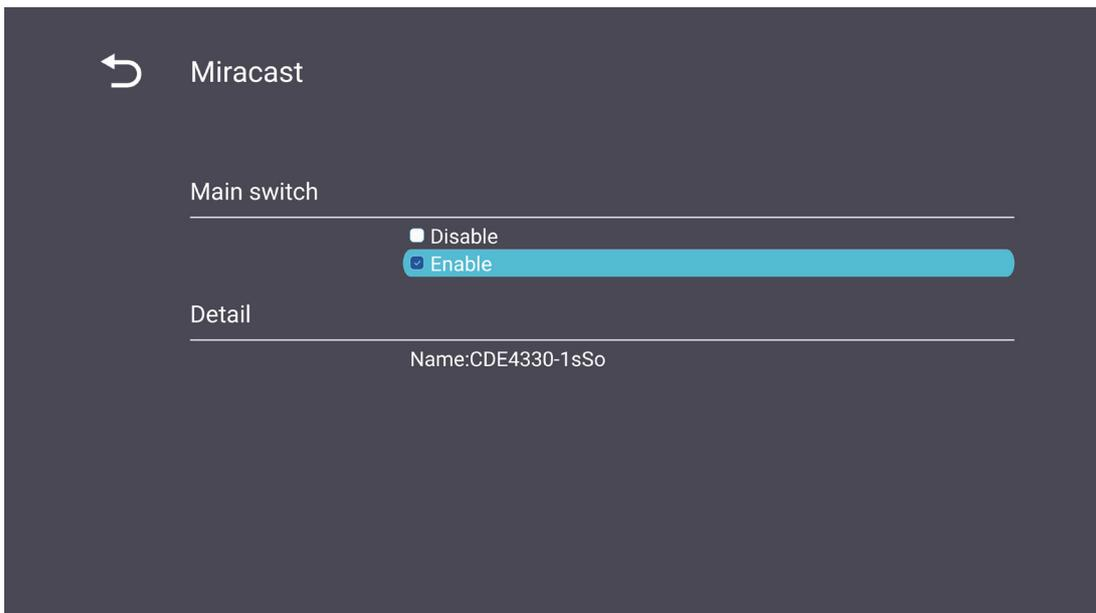 Miracast
Main switch
Disable
Enable
Detail
Name:CDE4330-1sSo